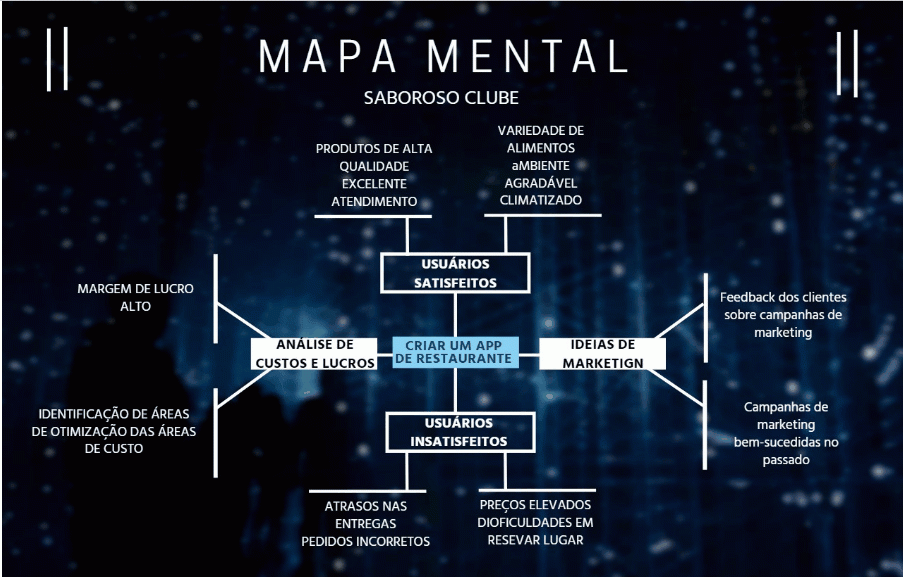 MAPA MENTAL
SABOROSO CLUBE
PRODUTOS DE ALTA
QUALIDADE
EXCELENTE
ATENDIMENTO
VARIEDADE DE
ALIMENTOS
aMBIENTE
AGRADÁVEL
CLIMATIZADO
USUÁRIOS
SATISFEITOS
MARGEM DE LUCRO
ALTO
ANÁLISE DE
CUSTOS E LUCROS
IDENTIFICAÇÃO DE ÁREAS
DE OTIMIZAÇÃO DAS ÁREAS
DE CUSTO
CRIAR UM APP
DE RESTAURANTE
IDEIAS DE
MARKETIGN
Feedback dos clientes
sobre campanhas de
marketing
Campanhas de
marketing
bem-sucedidas no
passado
USUÁRIOS
INSATISFEITOS
ATRASOS NAS
ENTREGAS
PEDIDOS INCORRETOS
PREÇOS ELEVADOS
DIOFICULDADES EM
RESEVAR LUGAR